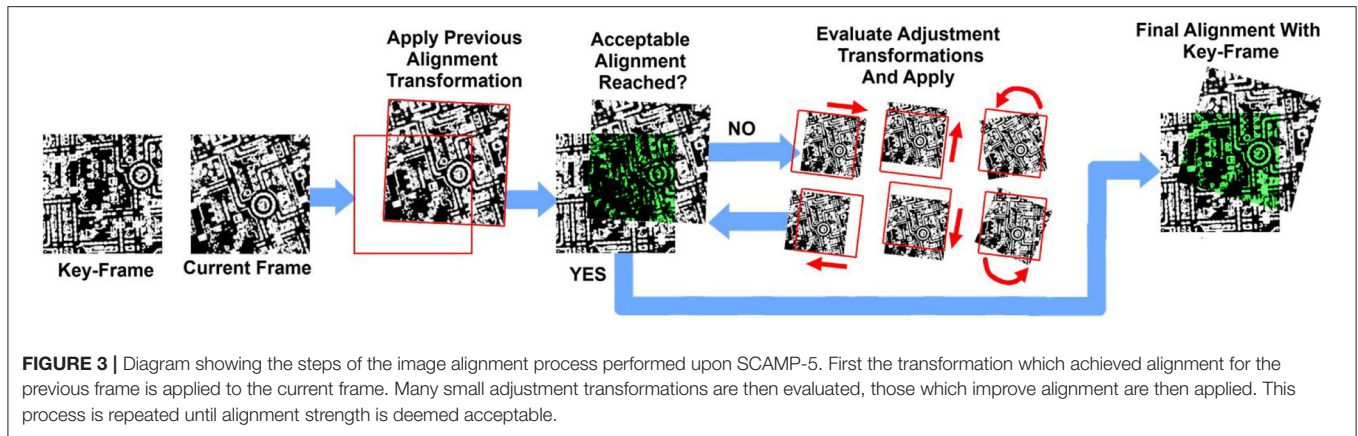 Apply Previous
Alignment
Transformation
Acceptable
Alignment
Reached?
Evaluate Adjustment
Transformations
And Apply
Final Alignment With
Key-Frame
NO
Key-Frame
Current Frame
YES
FIGURE 3 | Diagram showing the steps of the image alignment process performed upon SCAMP-5. First the transformation which achieved alignment for the
previous frame is applied to the current frame. Many small adjustment transformations are then evaluated, those which improve alignment are then applied. This
process is repeated until alignment strength is deemed acceptable.